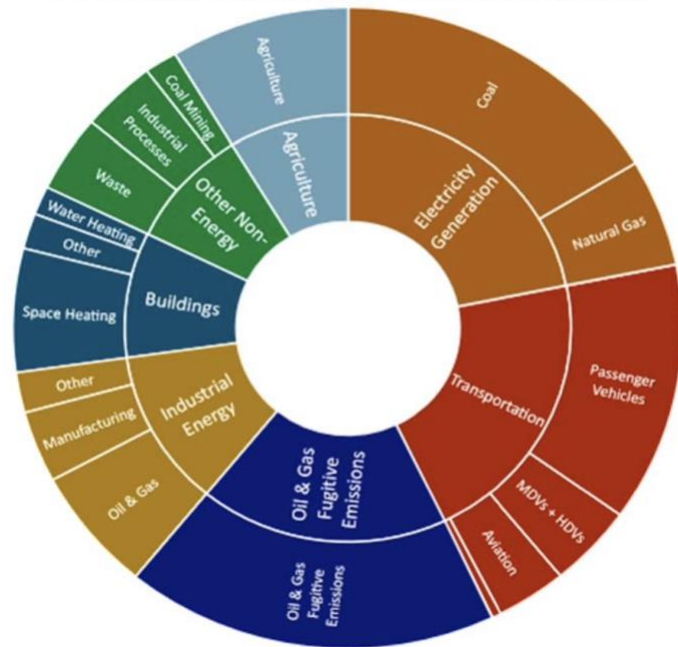 Coal
Natural Gas
Electricity
Generation
Passenger
Vehicles
MDVs + HDVs
Aviation
Transportation
Oil & Gas
Fugitive
Emissions
Oil & Gas
Fugitive
Emissions
Industrial
Energy
Oil & Gas
Manufacturing
Other
Buildings
Space Heating
Other
Water Heating
Other Non-
Energy
Waste
Industrial
Processes
Coal Mining
Agriculture
Agriculture